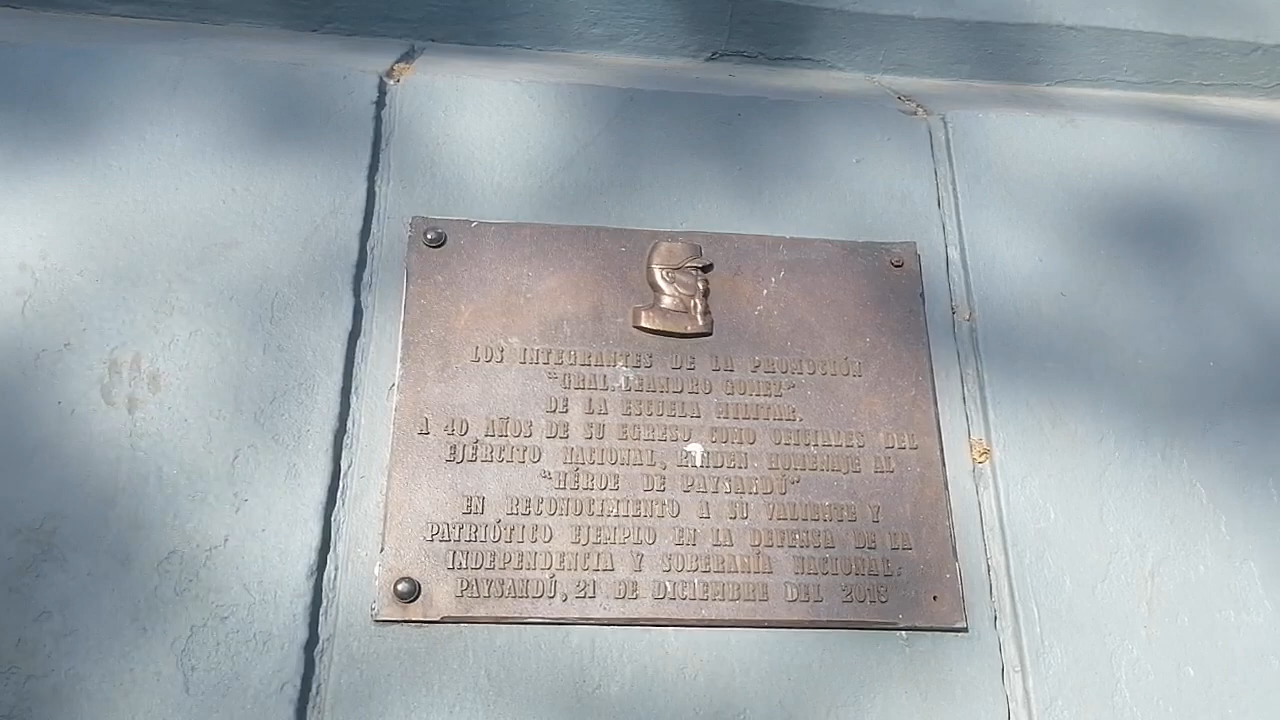 LOS INTEGRANTES DE LA PROMOCIÓN
"GRAL. LEANDRO GOMEZ"
DE LA ESCUELA MILITAR,
A 40 AÑOS DE SU EGRESO COMO OFICIALES DEL
EJÉRCITO NACIONAL, RINDEN HOMENAJE AL
"HÉROE DE PAYSANDÚ"
EN RECONOCIMIENTO A SU VALIENTE Y
PATRIÓTICO EJEMPLO EN LA DEFENSA DE LA
INDEPENDENCIA Y SOBERANÍA NACIONAL.
PAYSANDÚ, 21 DE DICIEMBRE DEL 2018